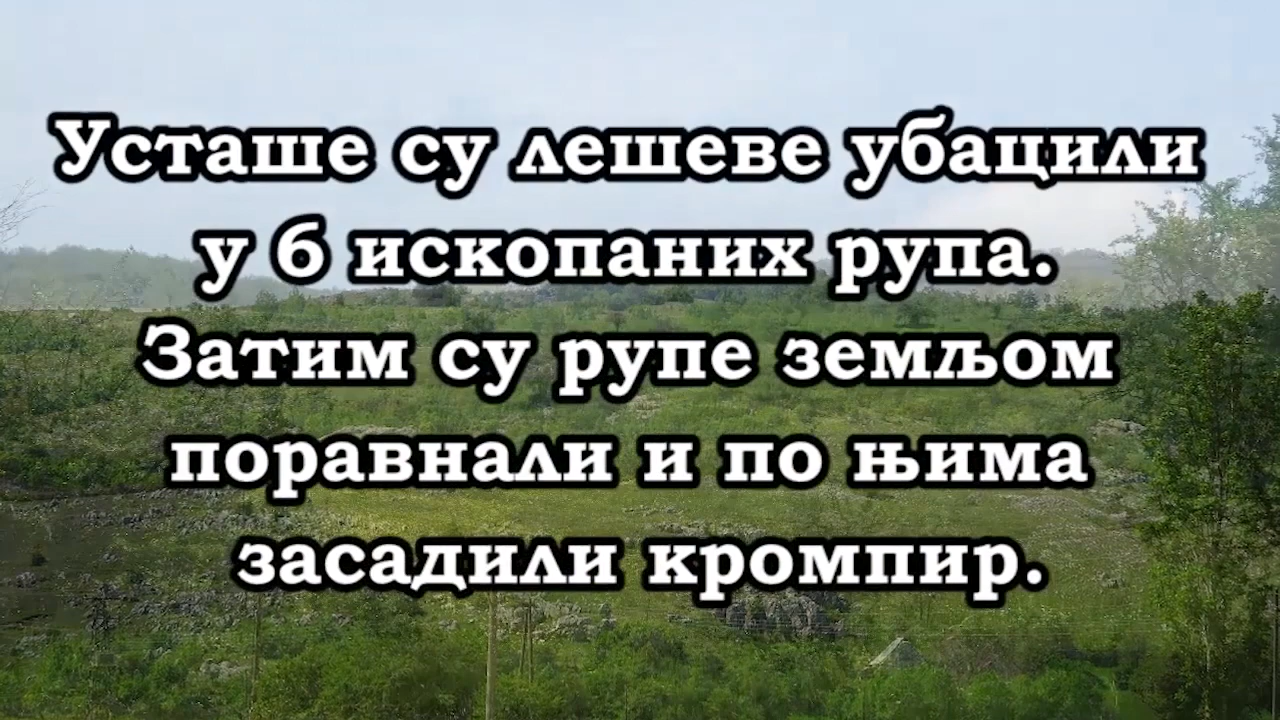 Усташе су лешеве убацили
у 6 ископаних рупа.
Затим су рупе земљом
поравнали и по њима
засадили кромпир.